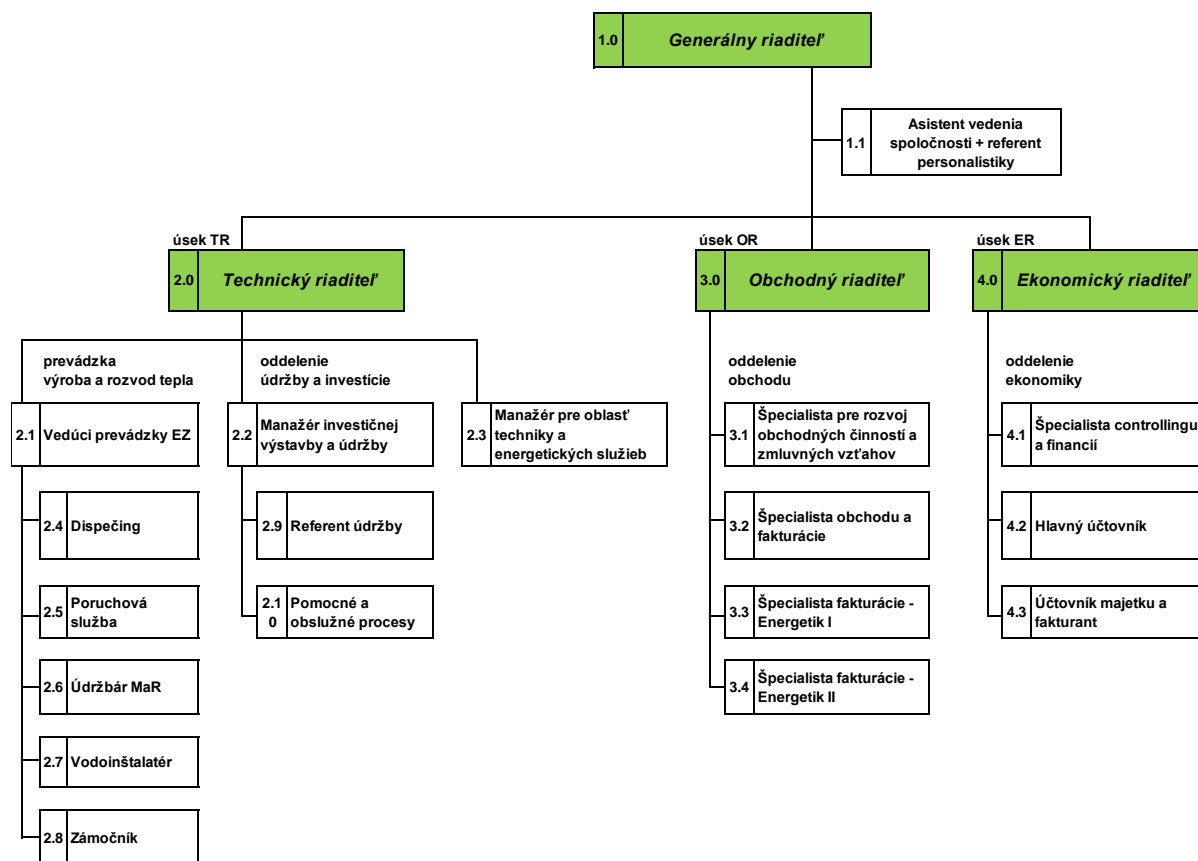 1.0 Generálny riaditeľ
1.1 Asistent vedenia
spoločnosti + referent
personalistiky
úsek TR
2.0 Technický riaditeľ
úsek OR
3.0 Obchodný riaditeľ
úsek ER
4.0 Ekonomický riaditeľ
prevádzka
výroba a rozvod tepla
2.1 Vedúci prevádzky EZ
2.4 Dispečing
2.5 Poruchová
služba
2.6 Údržbár MaR
2.7 Vodoinštalatér
2.8 Zámočník
oddelenie
údržby a investície
2.2 Manažér investičnej
výstavby a údržby
2.9 Referent údržby
2.1
0
Pomocné a
obslužné procesy
2.3 Manažér pre oblasť
techniky a
energetických služieb
oddelenie
obchodu
3.1 Špecialista pre rozvoj
obchodných činností a
zmluvných vzťahov
3.2 Špecialista obchodu a
fakturácie
3.3 Špecialista fakturácie -
Energetik I
3.4 Špecialista fakturácie -
Energetik II
oddelenie
ekonomiky
4.1 Špecialista controllingu
a financií
4.2 Hlavný účtovník
4.3 Účtovník majetku a
fakturant